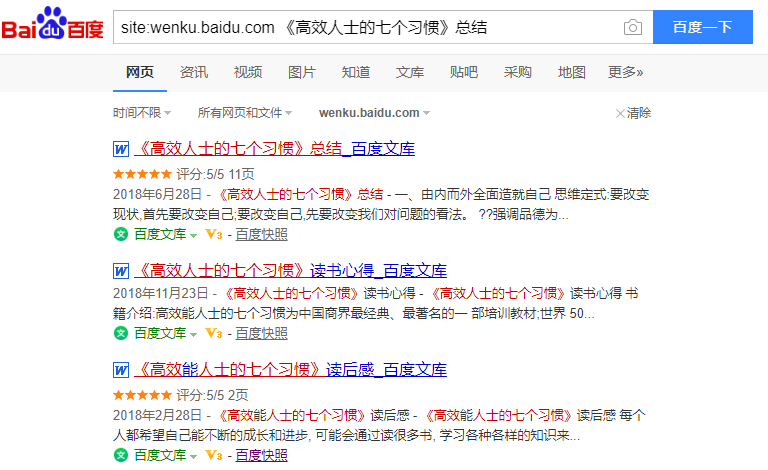 Bai du 百度 site:wenku.baidu.com 《高效人士的七个习惯》总结 百度一下
网页 资讯 视频 图片 知道 文库 贴吧 采购 地图 更多»
时间不限 所有网页和文件 wenku.baidu.com ×清除
W 《高效人士的七个习惯》总结_百度文库
★★★★★ 评分:5/5 11页
2018年6月28日 - 《高效人士的七个习惯》总结 - 一、由内而外全面造就自己 思维定式:要改变
现状,首先要改变自己;要改变自己,先要改变我们对问题的看法。 ??强调品德为...
文 百度文库 V3 - 百度快照
W 《高效人士的七个习惯》读书心得_百度文库
2018年11月23日 - 《高效人士的七个习惯》读书心得 - 《高效人士的七个习惯》读书心得 书
籍介绍:高效能人士的七个习惯为中国商界最经典、最著名的一 部培训教材;世界 50...
文 百度文库 V3 - 百度快照
W 《高效能人士的七个习惯》读后感_百度文库
★★★★★ 评分:5/5 2页
2018年2月28日 - 《高效能人士的七个习惯》读后感 - 《高效能人士的七个习惯》读后感 每个
人都希望自己能不断的成长和进步, 可能会通过读很多书, 学习各种各样的知识来...
文 百度文库 V3 - 百度快照